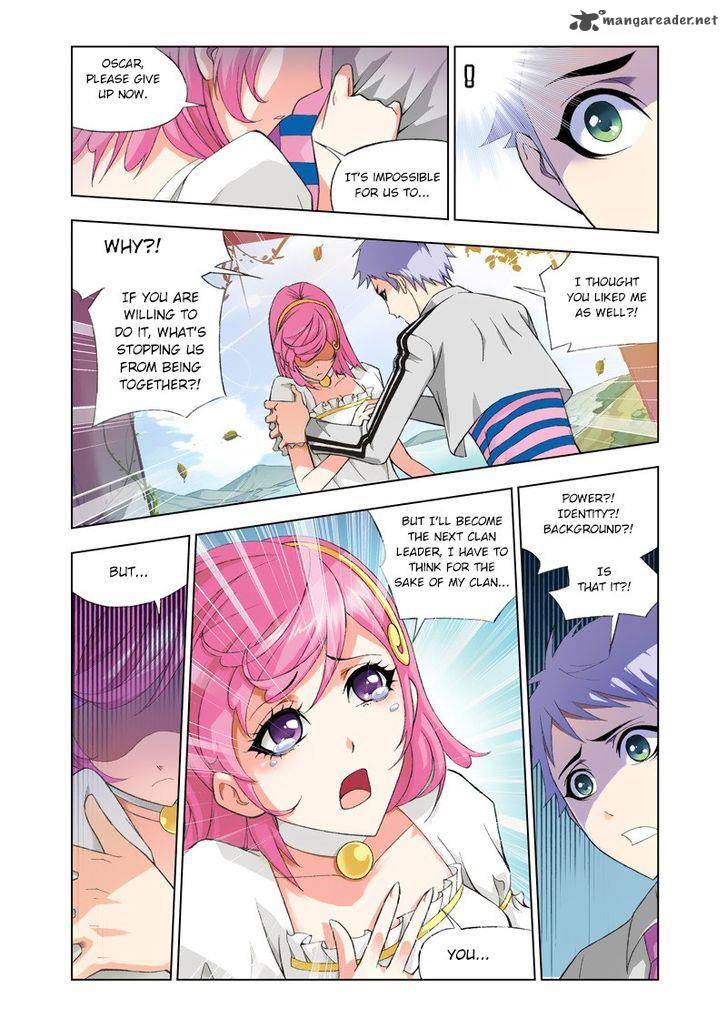 mangareader.net
OSCAR,
PLEASE GIVE
UP NOW.
IT'S IMPOSSIBLE
FOR US TO...
!
WHY?!
IF YOU ARE
WILLING TO
DO IT, WHAT'S
STOPPING US
FROM BEING
TOGETHER?!
I THOUGHT
YOU LIKED ME
AS WELL?!
BUT...
BUT I'LL BECOME
THE NEXT CLAN
LEADER, I HAVE TO
THINK FOR THE
SAKE OF MY CLAN...
YOU...
POWER?!
IDENTITY?!
BACKGROUND?!
IS
THAT IT?!